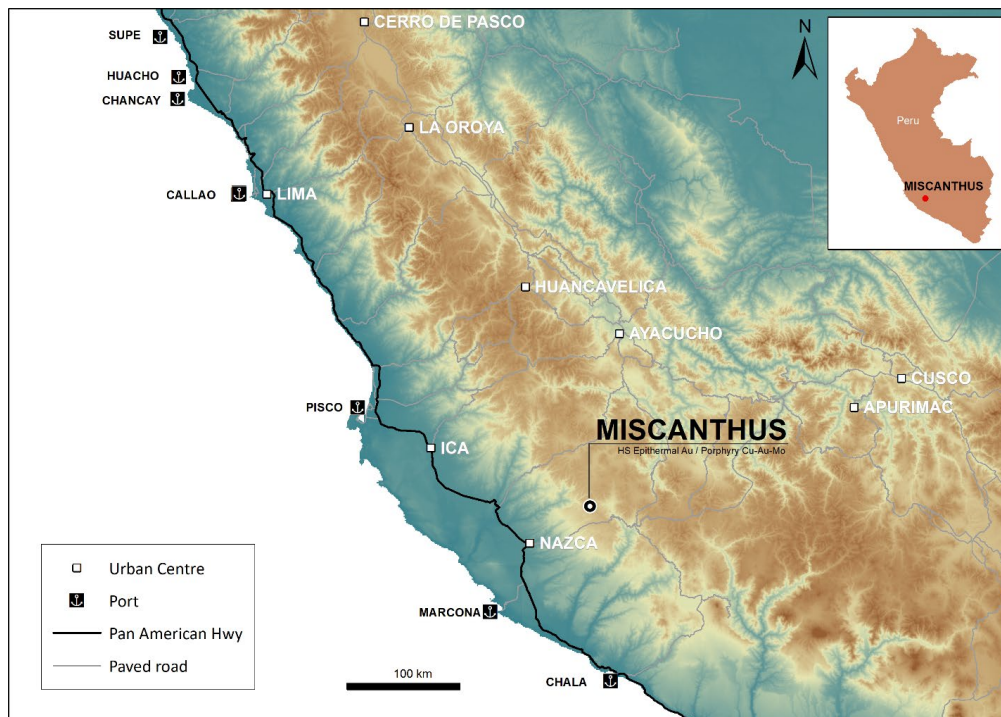 CERRO DE PASCO
SUPE
N
HUACHO
CHANCAY
Peru
LA OROYA
MISCANTHUS
CALLAO
LIMA
HUANCAVELICA
AYACUCHO
CUSCO
APURIMAC
PISCO
MISCANTHUS
HS Epithermal Au / Porphyry Cu-Au-Mo
ICA
NAZCA
Urban Centre
Port
Pan American Hwy
Paved road
MARCONA
100 km
CHALA